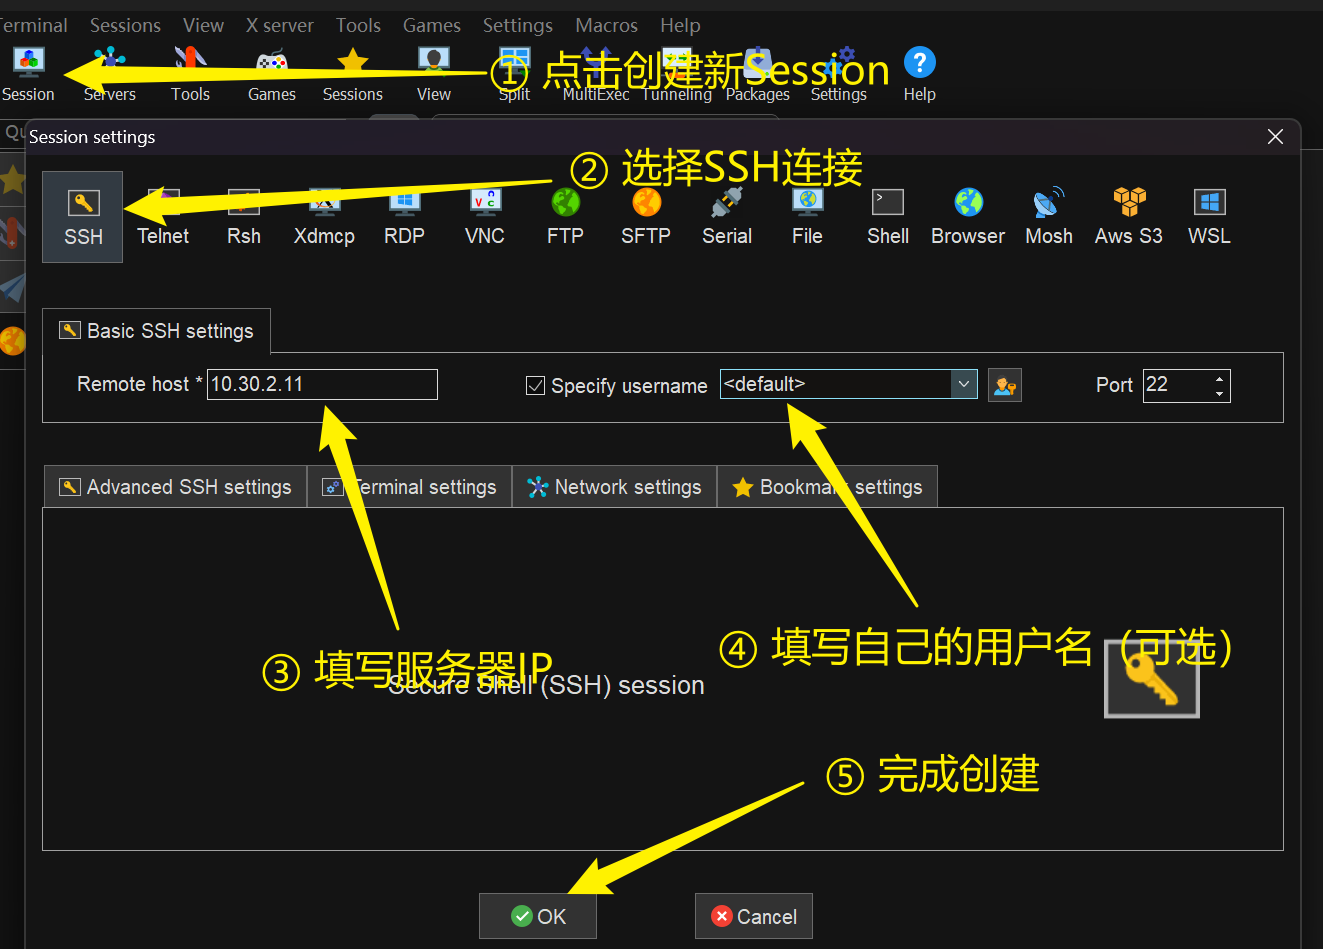 Terminal Sessions View X server Tools Games Settings Macros Help
① 点击创建新Session
Session Servers Tools Games Sessions View Split MultiExec Tunneling Packages Settings Help
Qu
Session settings
② 选择SSH连接
SSH Telnet Rsh Xdmcp RDP VNC FTP SFTP Serial File Shell Browser Mosh Aws S3 WSL
Basic SSH settings
Remote host * 10.30.2.11 Specify username <default> Port 22
Advanced SSH settings Terminal settings Network settings Bookmark settings
④ 填写自己的用户名（可选）
③ 填写服务器IP
Secure Shell (SSH) session
⑤ 完成创建
OK Cancel